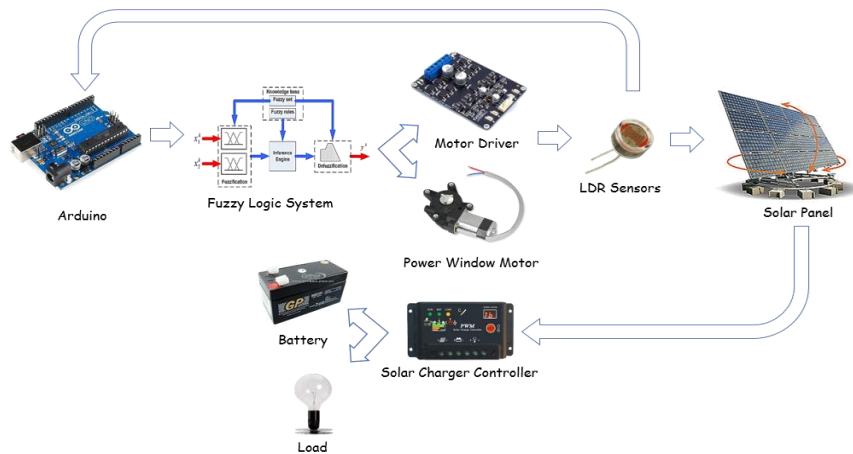 Knowledge base
Fuzzy set
Fuzzy rules
Inference
Engine
Fuzzification
Defuzzification
Arduino
Fuzzy Logic System
Motor Driver
LDR Sensors
Solar Panel
Power Window Motor
GP
Battery
PWM
Solar Charger Controller
Load